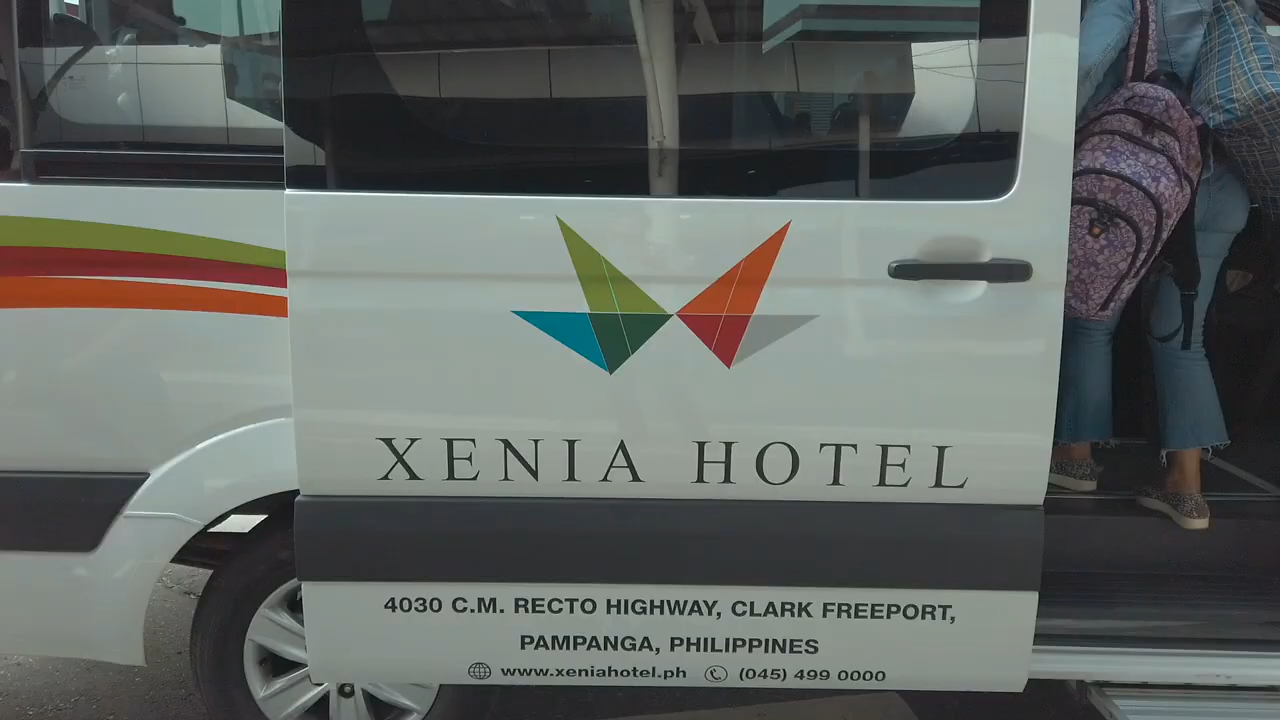 XENIA HOTEL
4030 C.M. RECTO HIGHWAY, CLARK FREEPORT,
PAMPANGA, PHILIPPINES
www.xeniahotel.ph (045) 499 0000